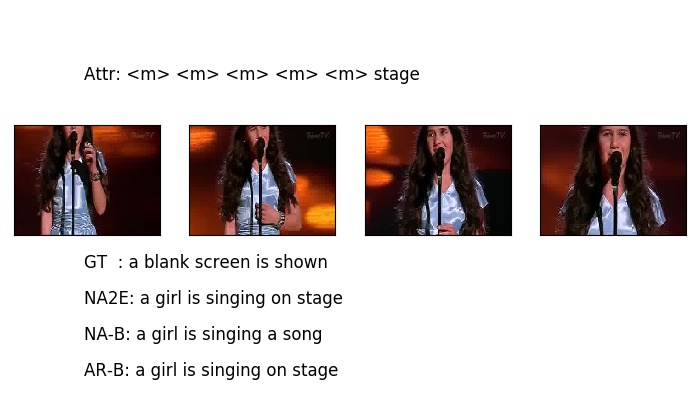 Attr: <m> <m> <m> <m> <m> stage
GT  : a blank screen is shown
NA2E: a girl is singing on stage
NA-B: a girl is singing a song
AR-B: a girl is singing on stage